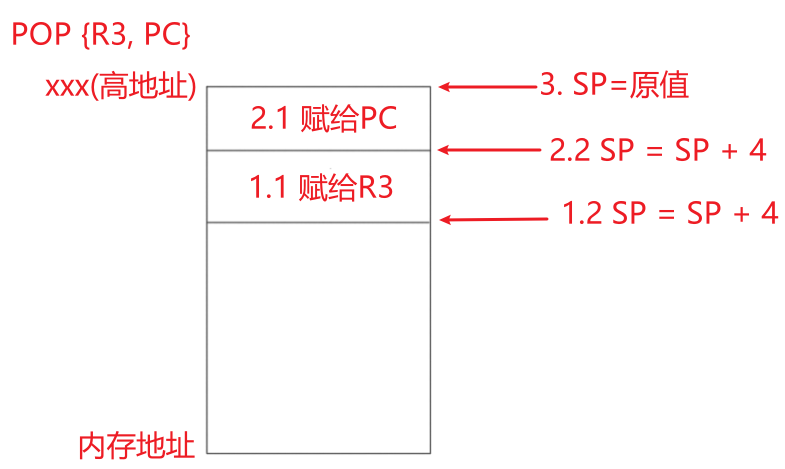 POP {R3, PC}
xxx(高地址)
3. SP=原值
2.1 赋给PC
2.2 SP = SP + 4
1.1 赋给R3
1.2 SP = SP + 4
内存地址